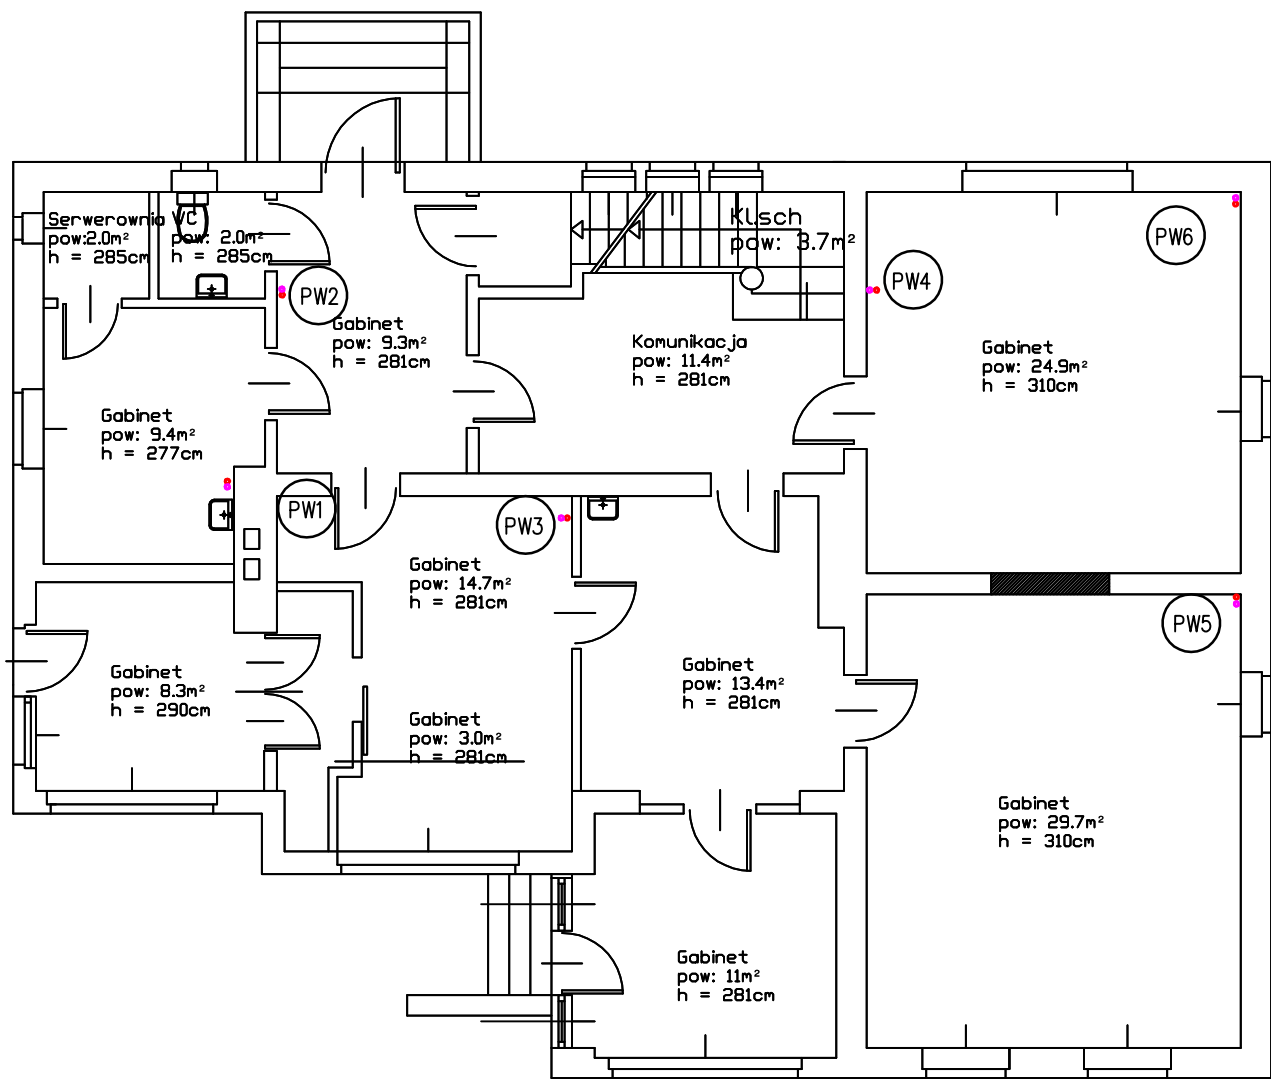 Serwerownia
pow:2.0m²
h = 285cm
WC
pow: 2.0m²
h = 285cm
Klsch
pow: 3.7m²
PW6
PW4
PW2
Gabinet
pow: 9.3m²
h = 281cm
Komunikacja
pow: 11.4m²
h = 281cm
Gabinet
pow: 24.9m²
h = 310cm
Gabinet
pow: 9.4m²
h = 277cm
PW1
PW3
Gabinet
pow: 14.7m²
h = 281cm
PW5
Gabinet
pow: 8.3m²
h = 290cm
Gabinet
pow: 13.4m²
h = 281cm
Gabinet
pow: 3.0m²
h = 281cm
Gabinet
pow: 29.7m²
h = 310cm
Gabinet
pow: 11m²
h = 281cm